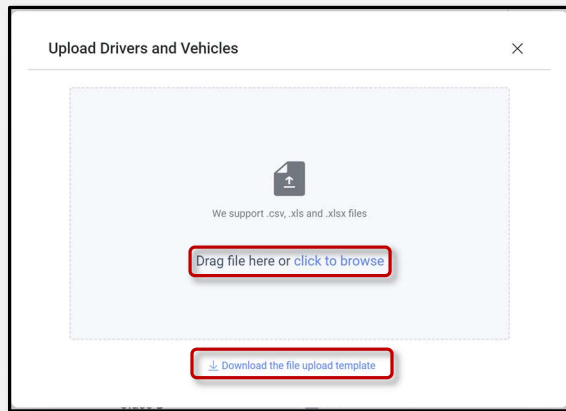 Upload Drivers and Vehicles
We support .csv, .xls and .xlsx files
Drag file here or click to browse
Download the file upload template